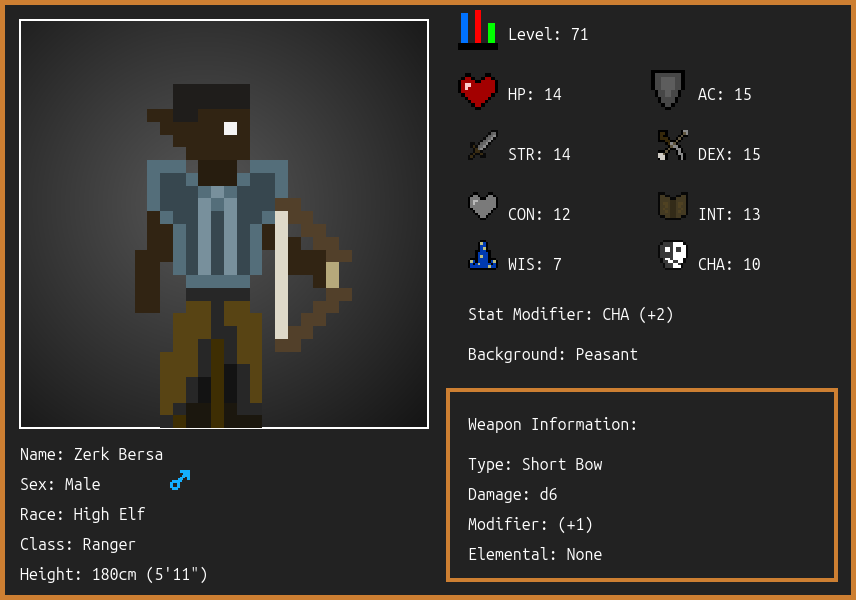 Level: 71
HP: 14
AC: 15
STR: 14
DEX: 15
CON: 12
INT: 13
WIS: 7
CHA: 10
Stat Modifier: CHA (+2)
Background: Peasant
Weapon Information:
Type: Short Bow
Damage: d6
Modifier: (+1)
Elemental: None
Name: Zerk Bersa
Sex: Male
Race: High Elf
Class: Ranger
Height: 180cm (5'11")